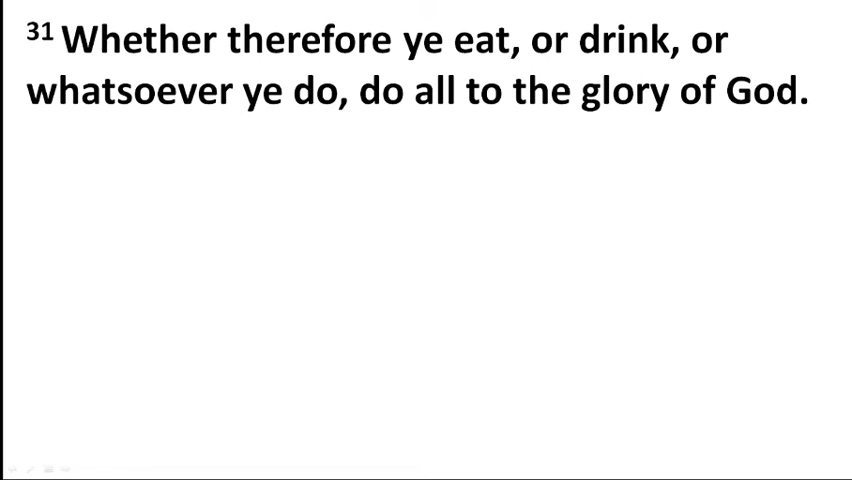 31 Whether therefore ye eat, or drink, or
whatsoever ye do, do all to the glory of God.